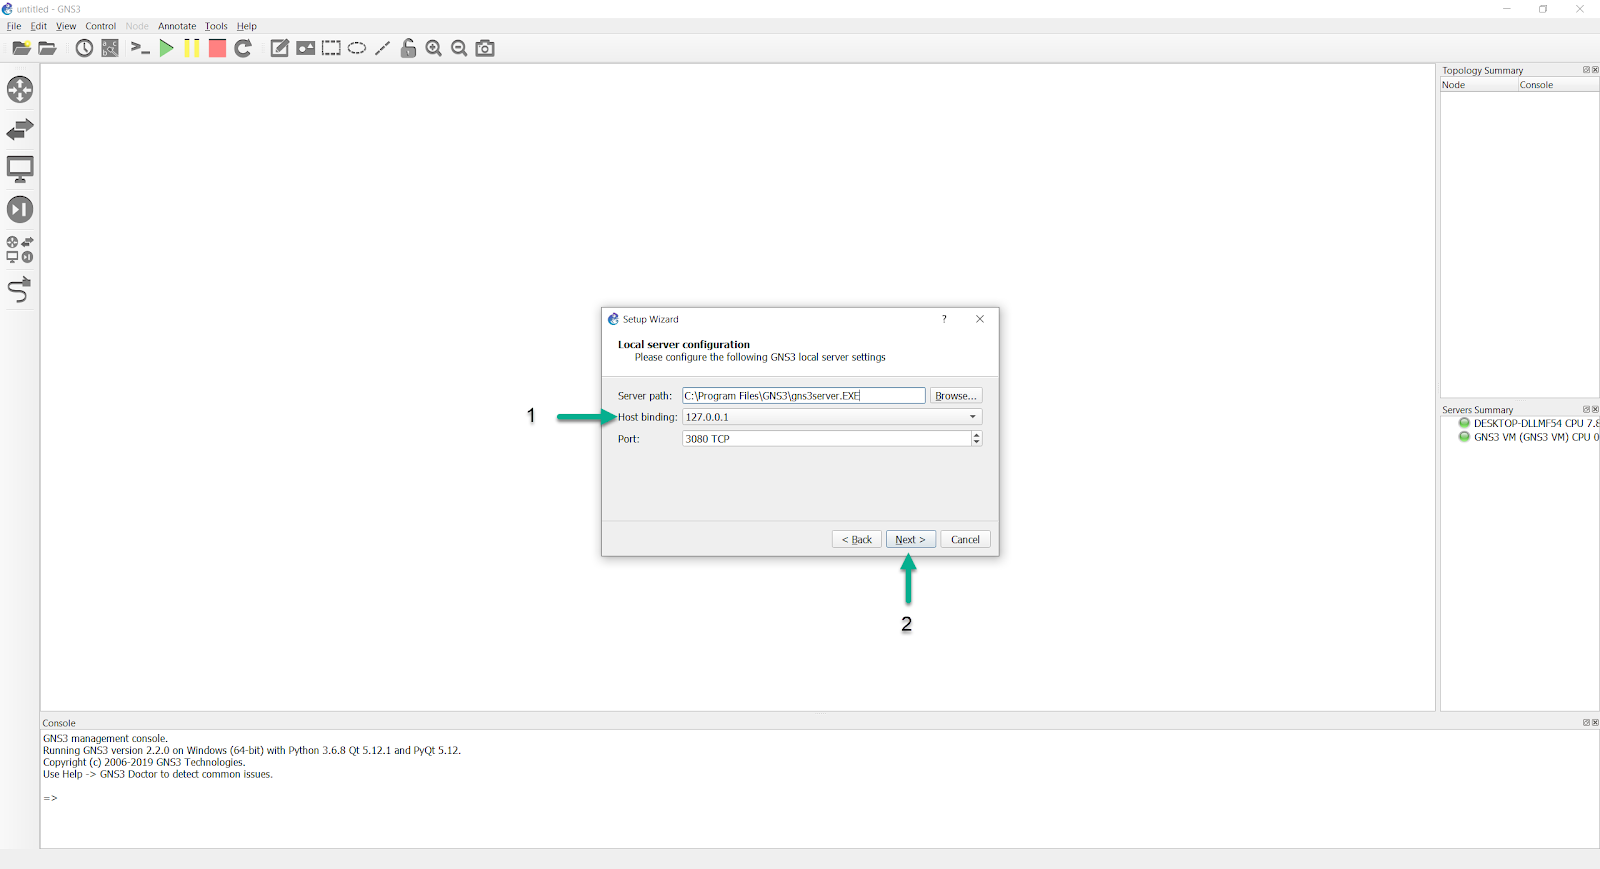 untitled - GNS3
File Edit View Control Node Annotate Tools Help
Topology Summary
Node Console
Setup Wizard ?
Local server configuration
Please configure the following GNS3 local server settings
Server path: C:\Program Files\GNS3\gns3server.EXE Browse...
1 Host binding: 127.0.0.1
Port: 3080 TCP
< Back Next > Cancel
2
Servers Summary
DESKTOP-DLLMF54 CPU 7.8
GNS3 VM (GNS3 VM) CPU 0
Console
GNS3 management console.
Running GNS3 version 2.2.0 on Windows (64-bit) with Python 3.6.8 Qt 5.12.1 and PyQt 5.12.
Copyright (c) 2006-2019 GNS3 Technologies.
Use Help -> GNS3 Doctor to detect common issues.
=>